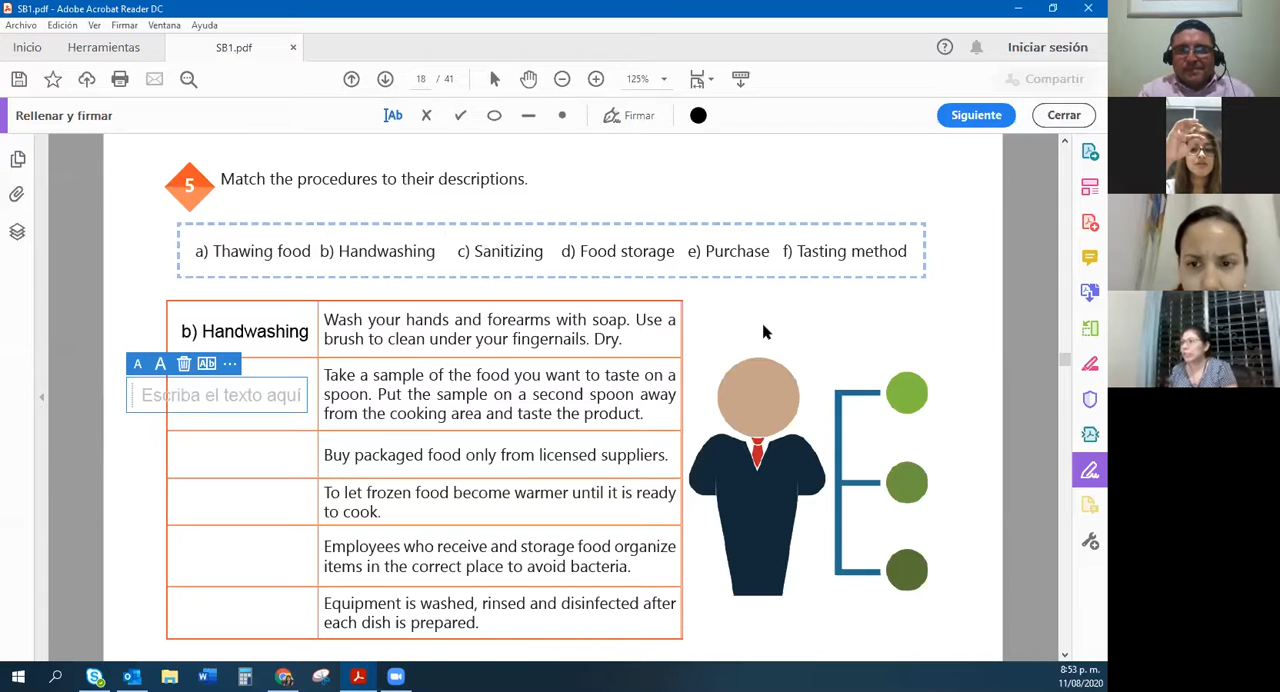 SB1.pdf - Adobe Acrobat Reader DC
Archivo Edición Ver Firmar Ventana Ayuda
Inicio Herramientas SB1.pdf × Iniciar sesión
18 / 41 125% Compartir
Rellenar y firmar Ab Firmar Siguiente Cerrar
5 Match the procedures to their descriptions.
a) Thawing food b) Handwashing c) Sanitizing d) Food storage e) Purchase f) Tasting method
b) Handwashing
Wash your hands and forearms with soap. Use a
brush to clean under your fingernails. Dry.
A A Ab ...
Escriba el texto aquí
Take a sample of the food you want to taste on a
spoon. Put the sample on a second spoon away
from the cooking area and taste the product.
Buy packaged food only from licensed suppliers.
To let frozen food become warmer until it is ready
to cook.
Employees who receive and storage food organize
items in the correct place to avoid bacteria.
Equipment is washed, rinsed and disinfected after
each dish is prepared.
8:53 p. m.
11/08/2020